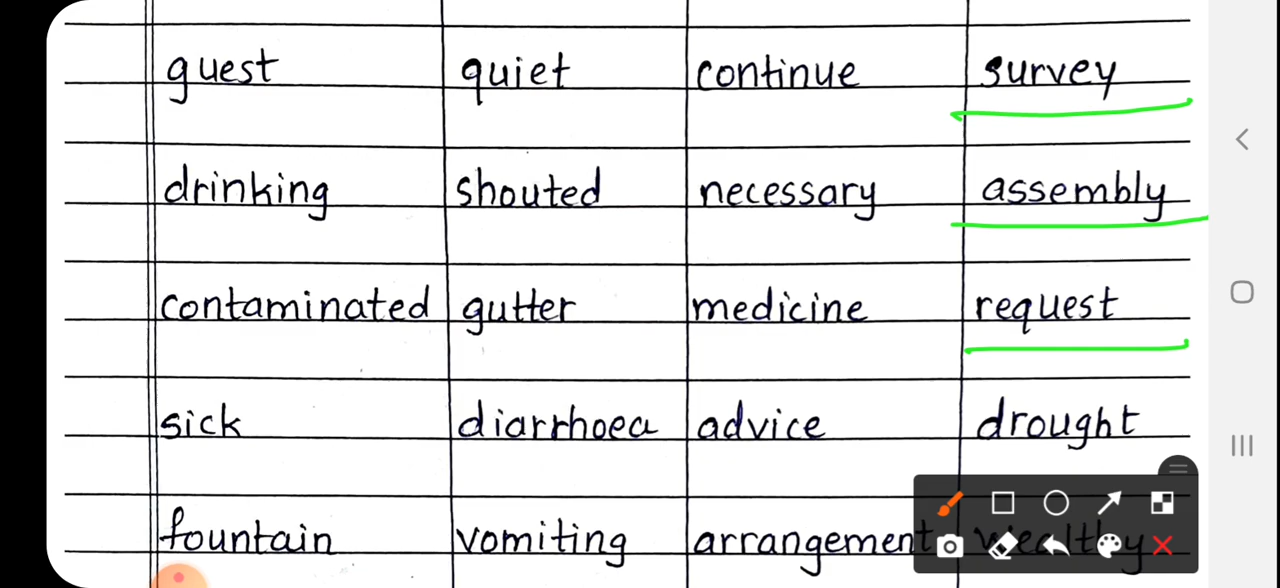 guest quiet continue survey
drinking shouted necessary assembly
contaminated gutter medicine request
sick diarrhoea advice drought
fountain vomiting arrangement wealthy